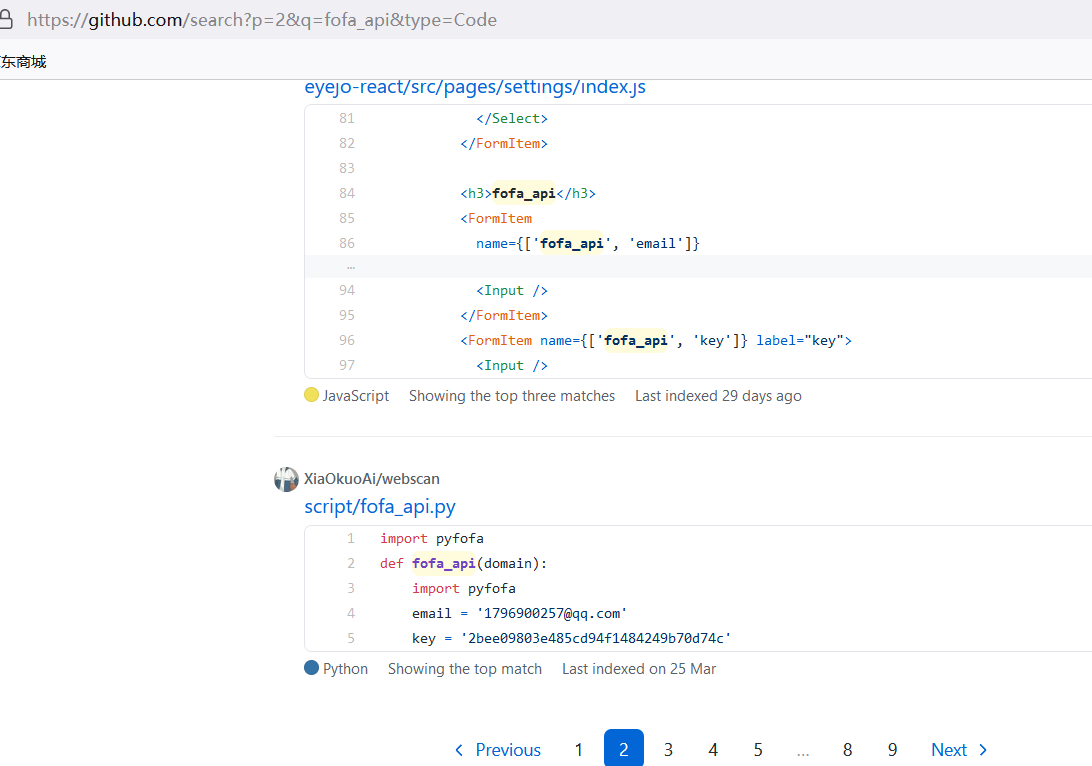 https://github.com/search?p=2&q=fofa_api&type=Code
东商城
eyejo-react/src/pages/settings/index.js
81 </Select>
82 </FormItem>
83
84 <h3>fofa_api</h3>
85 <FormItem
86 name={['fofa_api', 'email']}
…
94 <Input />
95 </FormItem>
96 <FormItem name={['fofa_api', 'key']} label="key">
97 <Input />
JavaScript Showing the top three matches Last indexed 29 days ago
XiaOkuoAi/webscan
script/fofa_api.py
1 import pyfofa
2 def fofa_api(domain):
3 import pyfofa
4 email = '1796900257@qq.com'
5 key = '2bee09803e485cd94f1484249b70d74c'
Python Showing the top match Last indexed on 25 Mar
< Previous 1 2 3 4 5 … 8 9 Next >